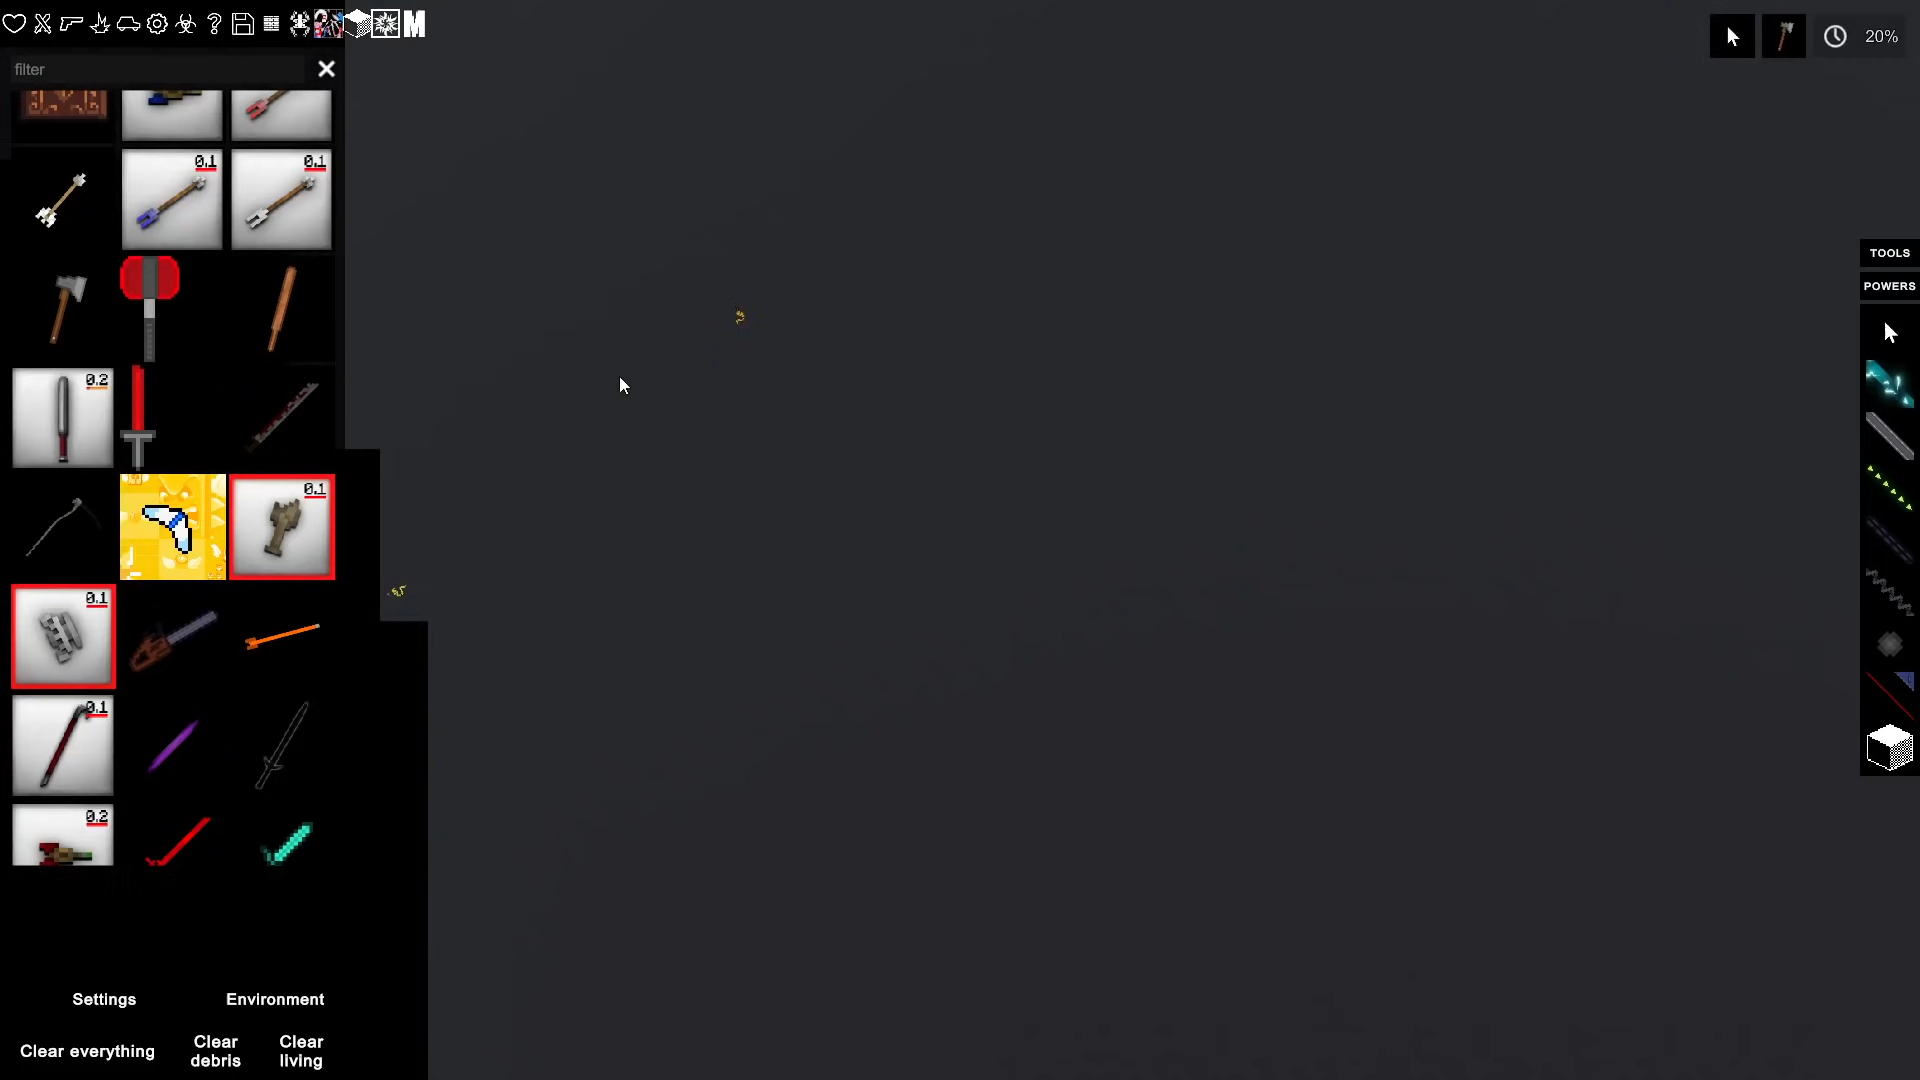 M
20%
filter
0.1 0.1
0.2
0.1
0.1
0.1
0.2
TOOLS
POWERS
Settings Environment
Clear everything Clear debris Clear living